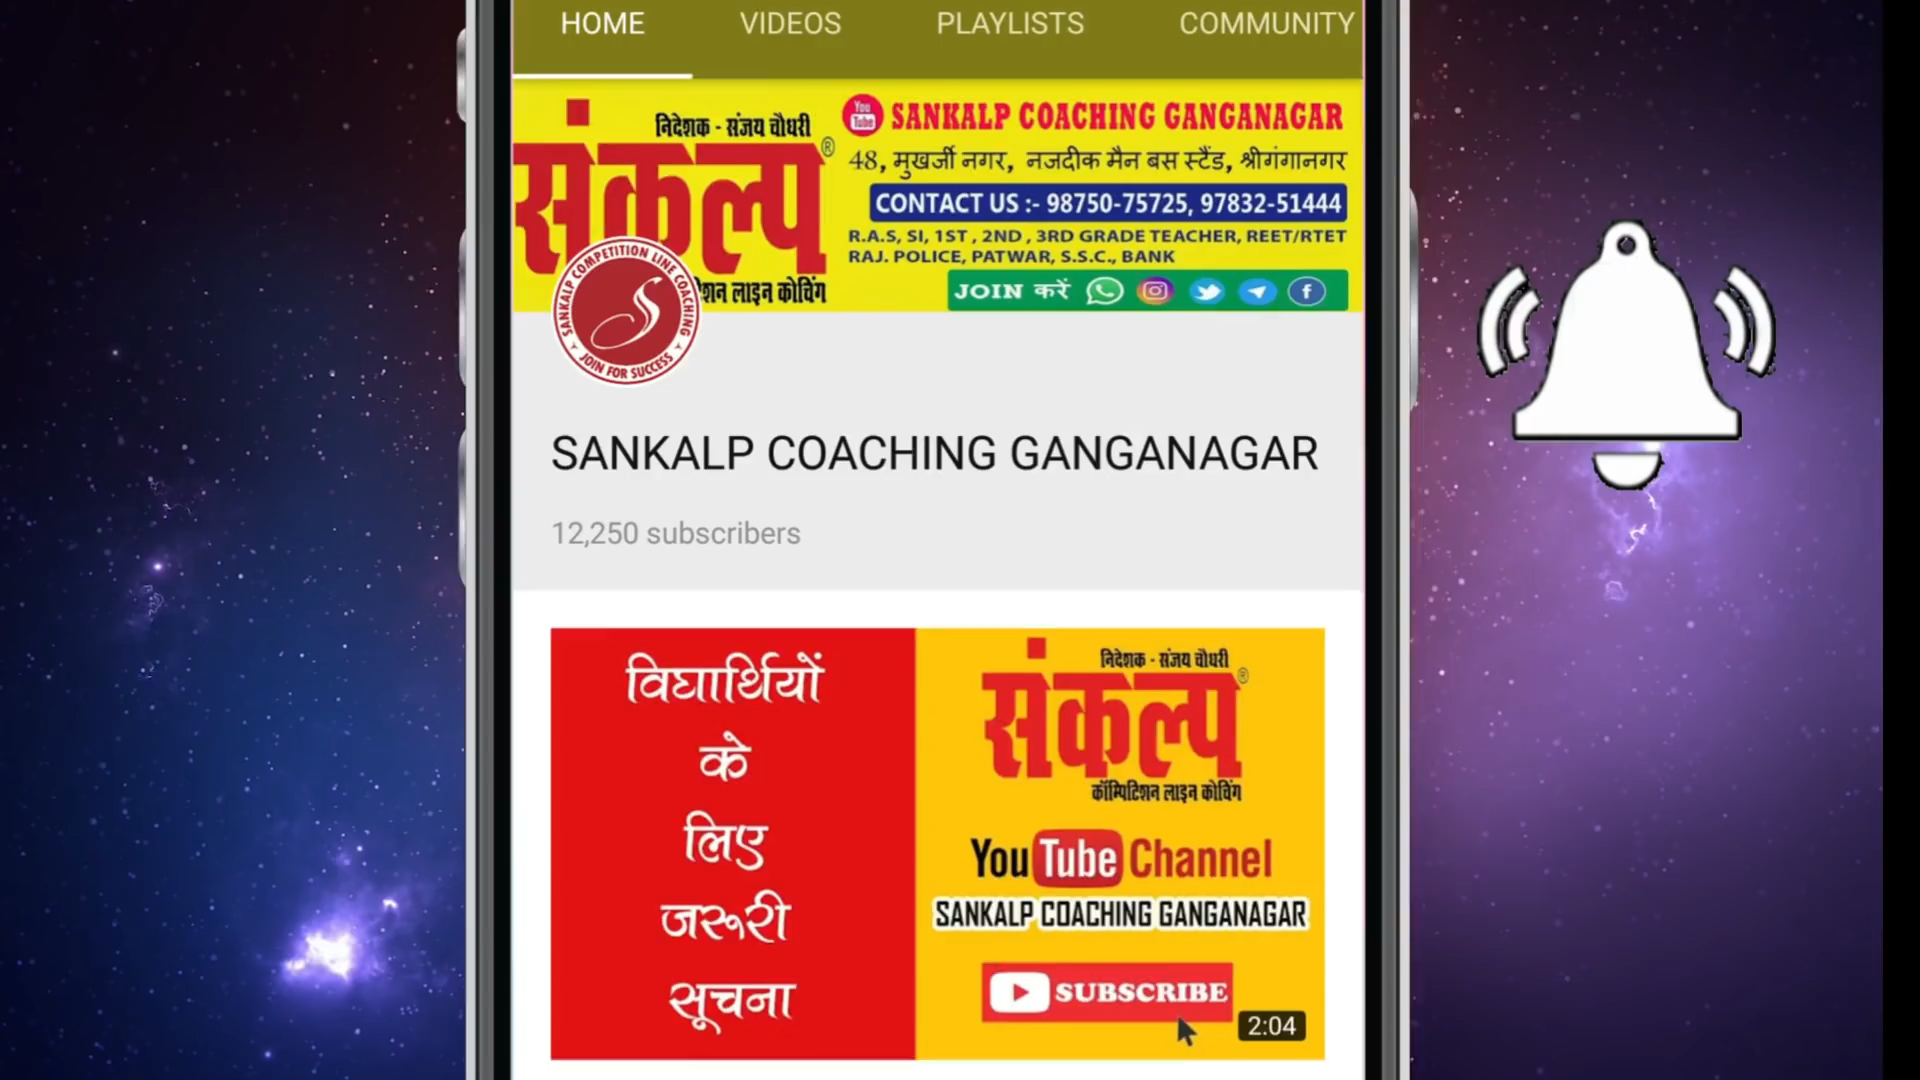 HOME VIDEOS PLAYLISTS COMMUNITY
निदेशक - संजय चौधरी
संकल्प ®
You Tube SANKALP COACHING GANGANAGAR
48, मुखर्जी नगर, नजदीक मैन बस स्टैंड, श्रीगंगानगर
CONTACT US :- 98750-75725, 97832-51444
R.A.S, SI, 1ST , 2ND , 3RD GRADE TEACHER, REET/RTET
RAJ. POLICE, PATWAR, S.S.C., BANK
लाइन कोचिंग
JOIN करें
SANKALP COMPETITION LINE COACHING
JOIN FOR SUCCESS
SANKALP COACHING GANGANAGAR
12,250 subscribers
विघार्थियों
के
लिए
जरूरी
सूचना
निदेशक - संजय चौधरी
संकल्प ®
कॉम्पिटिशन लाइन कोचिंग
YouTube Channel
SANKALP COACHING GANGANAGAR
SUBSCRIBE
2:04